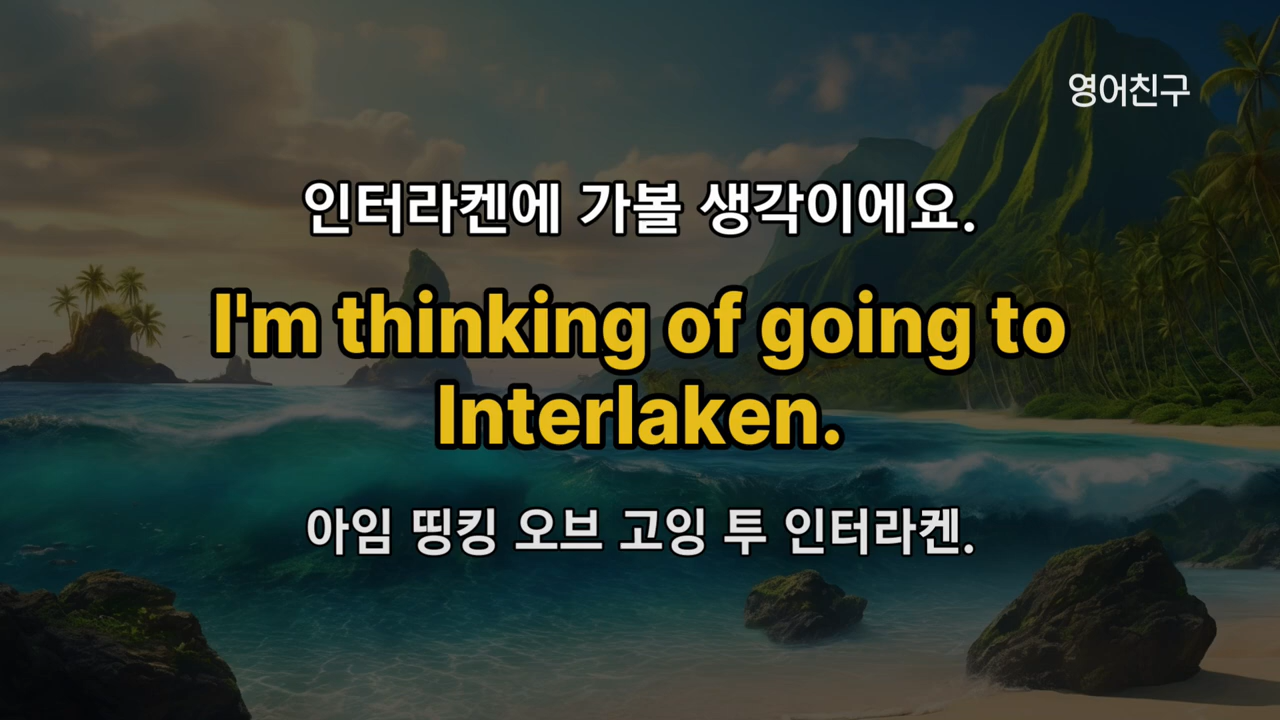 영어친구
인터라켄에 가볼 생각이에요.
I'm thinking of going to
Interlaken.
아임 띵킹 오브 고잉 투 인터라켄.